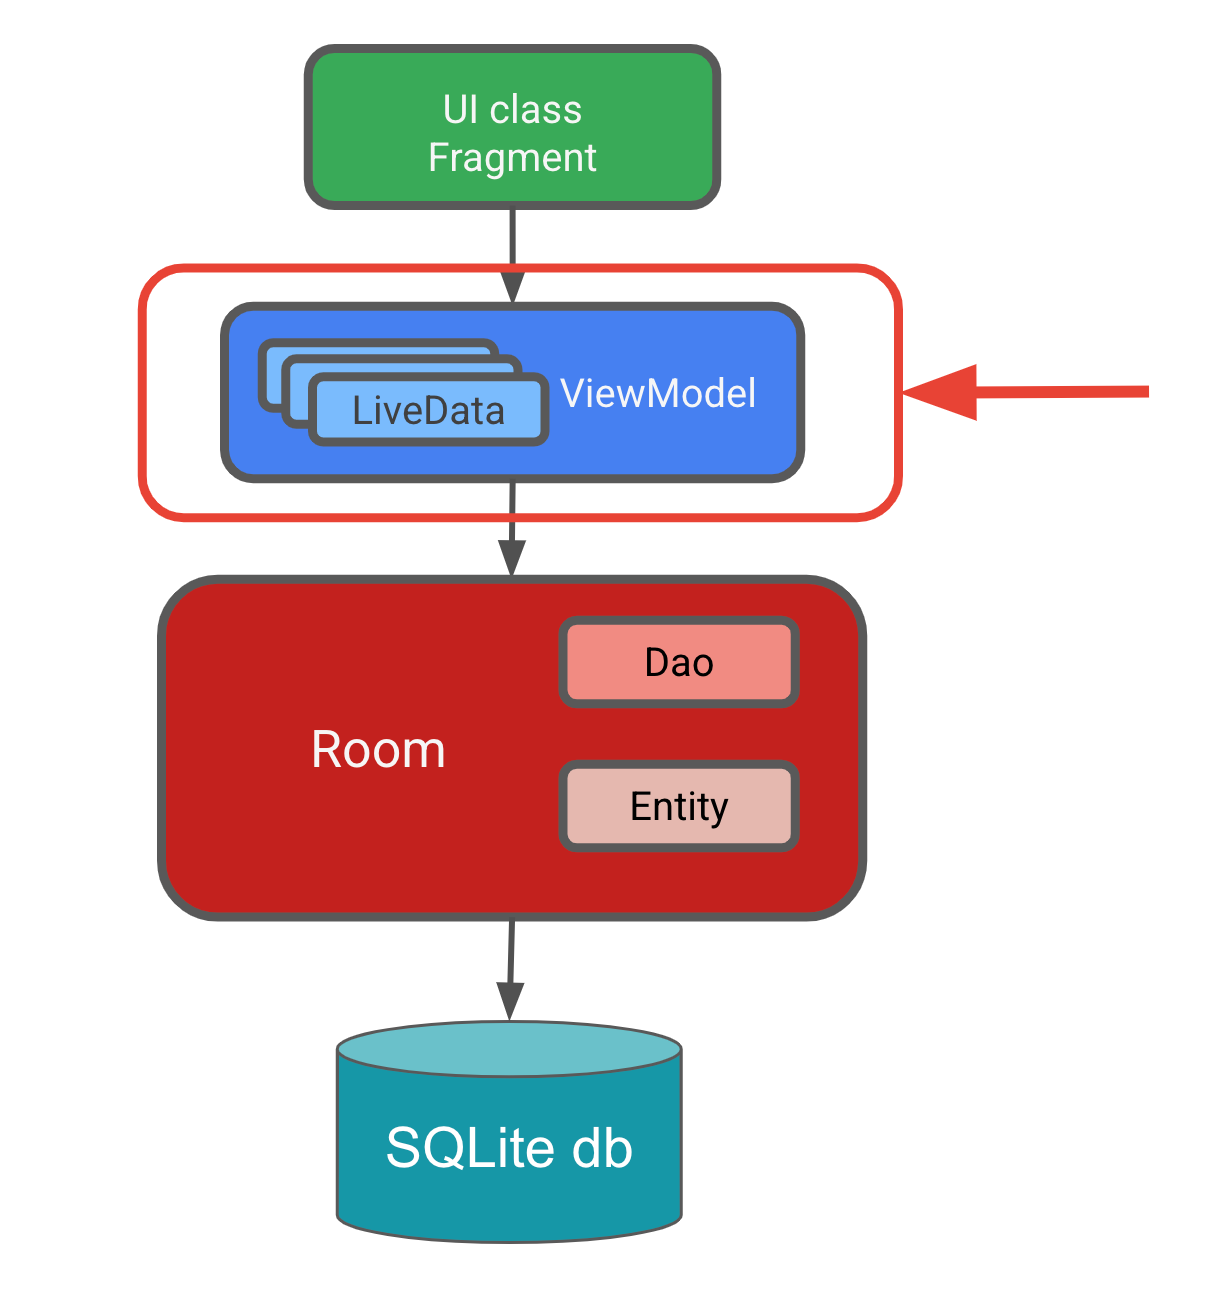 UI class
Fragment
LiveData
ViewModel
Room
Dao
Entity
SQLite db